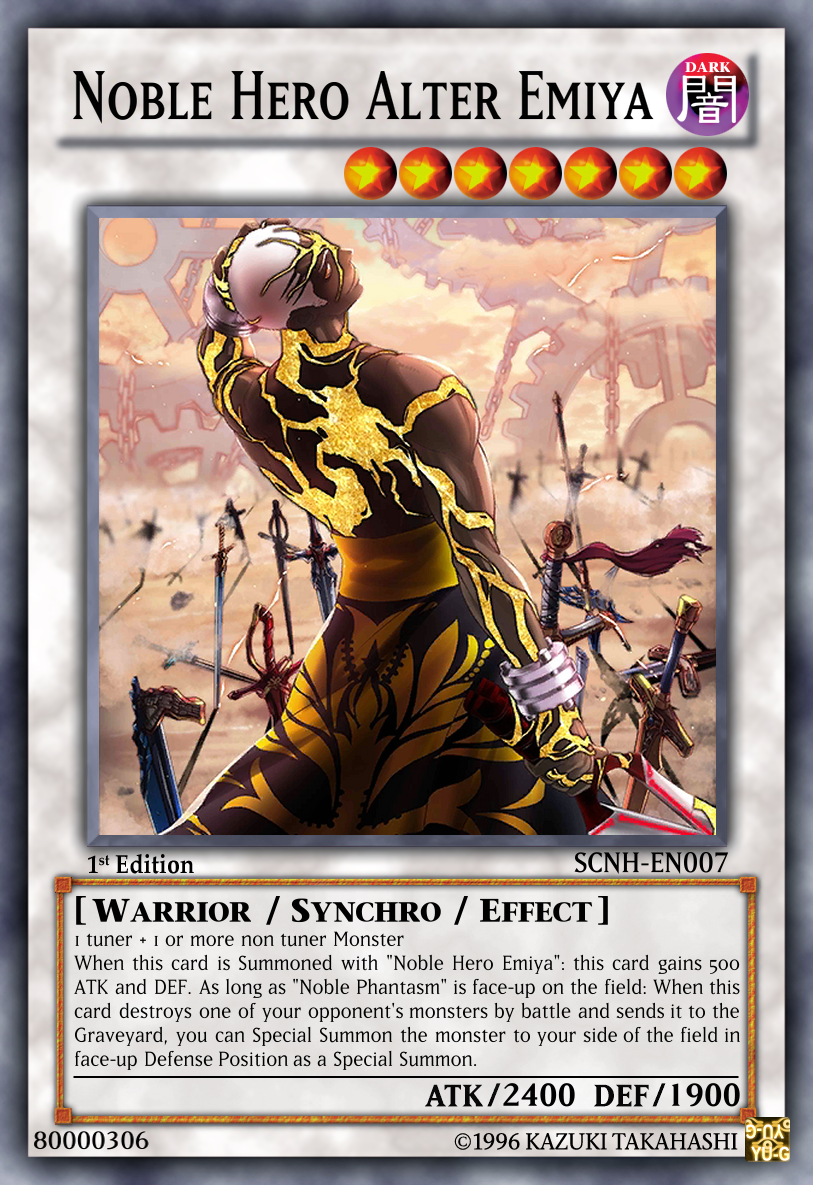 Noble Hero Alter Emiya
DARK
闇
1st Edition
SCNH-EN007
[ Warrior / Synchro / Effect ]
1 tuner + 1 or more non tuner Monster
When this card is Summoned with "Noble Hero Emiya": this card gains 500
ATK and DEF. As long as "Noble Phantasm" is face-up on the field: When this
card destroys one of your opponent's monsters by battle and sends it to the
Graveyard, you can Special Summon the monster to your side of the field in
face-up Defense Position as a Special Summon.
ATK/2400 DEF/1900
80000306
©1996 KAZUKI TAKAHASHI